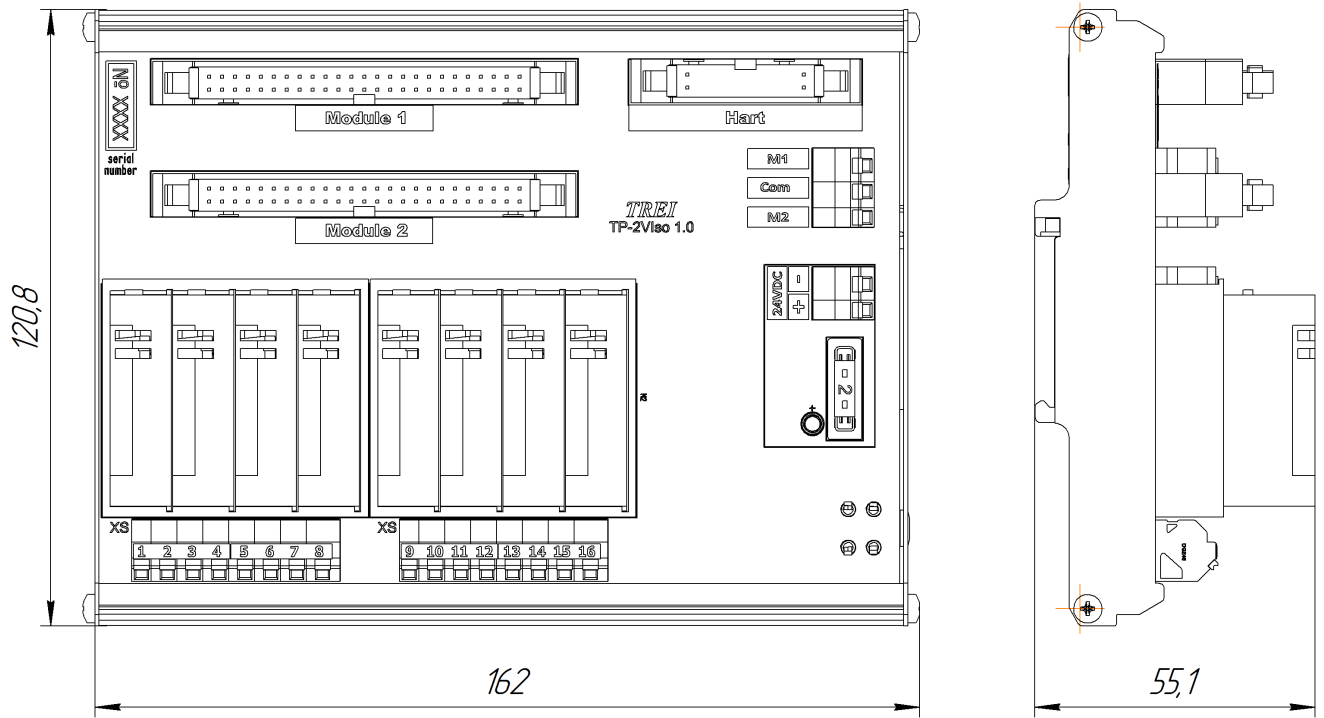 № XXXX
serial
number
Module 1
Hart
M1
Com
M2
Module 2
TREI
TP-2VIso 1.0
24VDC
-
+
2
XS
1 2 3 4 5 6 7 8
XS
9 10 11 12 13 14 15 16
120,8
162
55,1